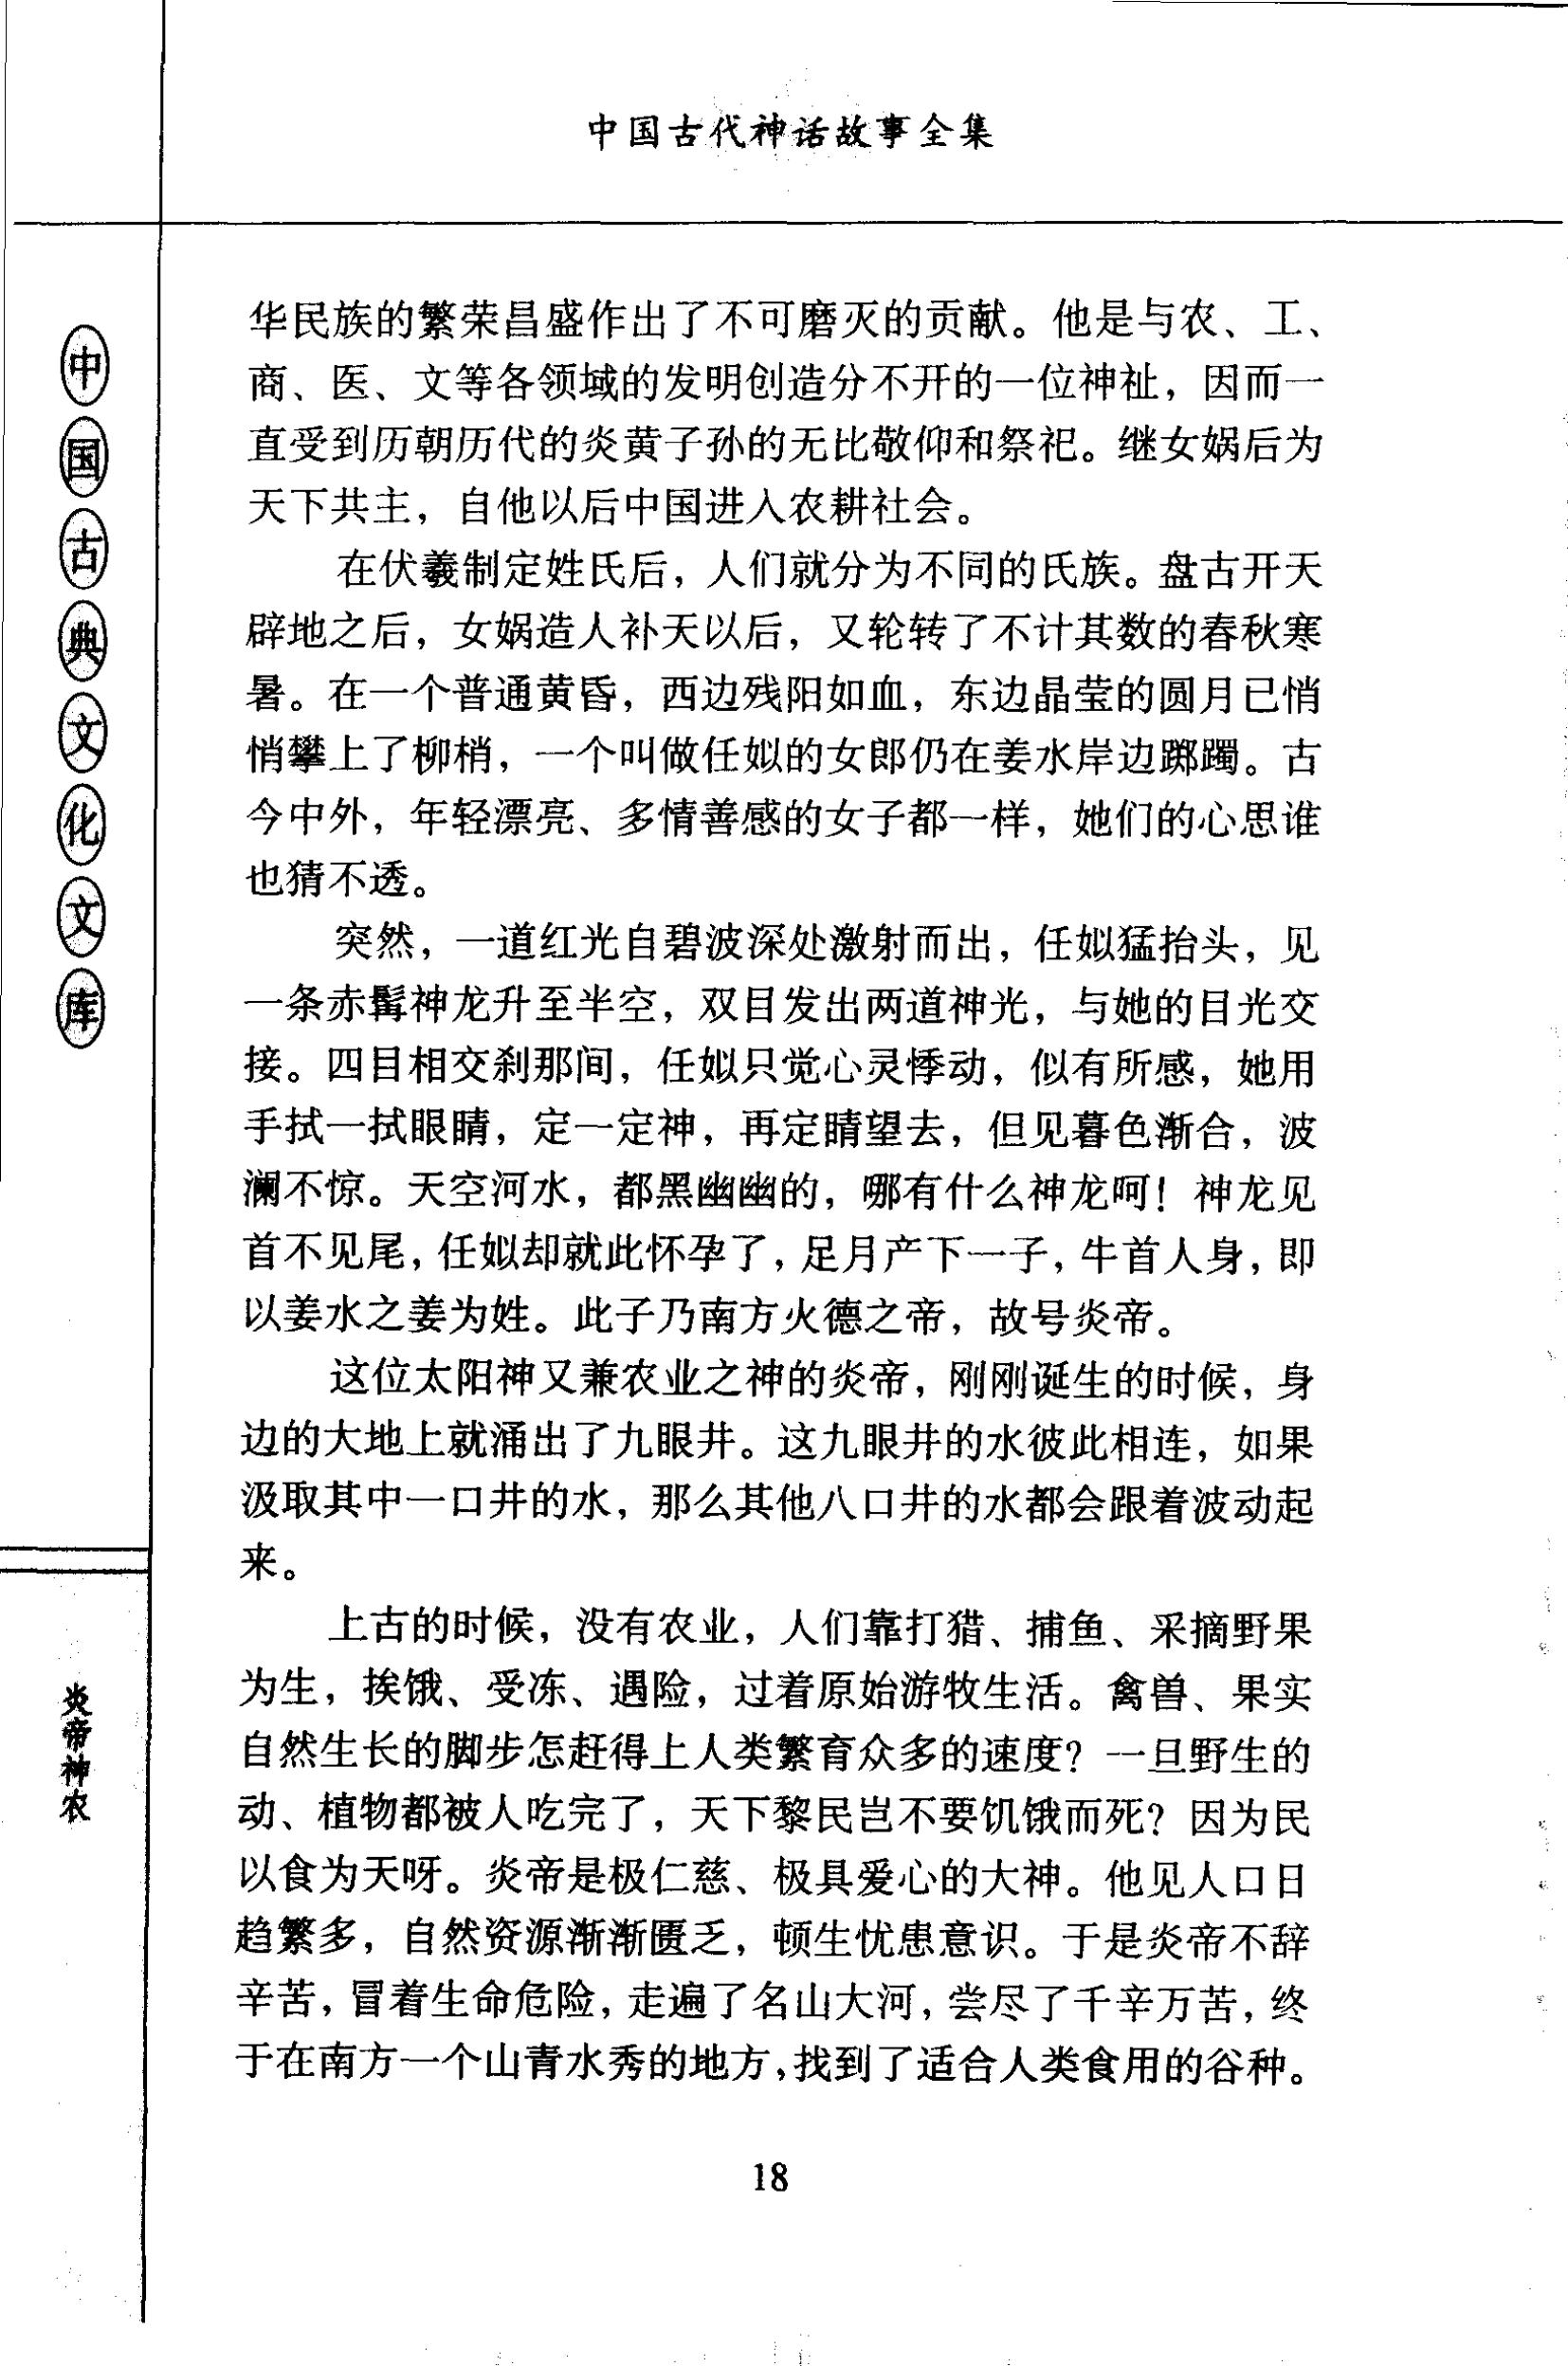 中国古代神话故事全集
中国古典文化文库
炎帝神农
华民族的繁荣昌盛作出了不可磨灭的贡献。他是与农、工、
商、医、文等各领域的发明创造分不开的一位神祉，因而一
直受到历朝历代的炎黄子孙的无比敬仰和祭祀。继女娲后为
天下共主，自他以后中国进入农耕社会。
在伏羲制定姓氏后，人们就分为不同的氏族。盘古开天
辟地之后，女娲造人补天以后，又轮转了不计其数的春秋寒
暑。在一个普通黄昏，西边残阳如血，东边晶莹的圆月已悄
悄攀上了柳梢，一个叫做任姒的女郎仍在姜水岸边踯躅。古
今中外，年轻漂亮、多情善感的女子都一样，她们的心思谁
也猜不透。
突然，一道红光自碧波深处激射而出，任姒猛抬头，见
一条赤髯神龙升至半空，双目发出两道神光，与她的目光交
接。四目相交刹那间，任姒只觉心灵悸动，似有所感，她用
手拭一拭眼睛，定一定神，再定睛望去，但见暮色渐合，波
澜不惊。天空河水，都黑幽幽的，哪有什么神龙呵！神龙见
首不见尾，任姒却就此怀孕了，足月产下一子，牛首人身，即
以姜水之姜为姓。此子乃南方火德之帝，故号炎帝。
这位太阳神又兼农业之神的炎帝，刚刚诞生的时候，身
边的大地上就涌出了九眼井。这九眼井的水彼此相连，如果
汲取其中一口井的水，那么其他八口井的水都会跟着波动起
来。
上古的时候，没有农业，人们靠打猎、捕鱼、采摘野果
为生，挨饿、受冻、遇险，过着原始游牧生活。禽兽、果实
自然生长的脚步怎赶得上人类繁育众多的速度？一旦野生的
动、植物都被人吃完了，天下黎民岂不要饥饿而死？因为民
以食为天呀。炎帝是极仁慈、极具爱心的大神。他见人口日
趋繁多，自然资源渐渐匮乏，顿生忧患意识。于是炎帝不辞
辛苦，冒着生命危险，走遍了名山大河，尝尽了千辛万苦，终
于在南方一个山青水秀的地方，找到了适合人类食用的谷种。
18